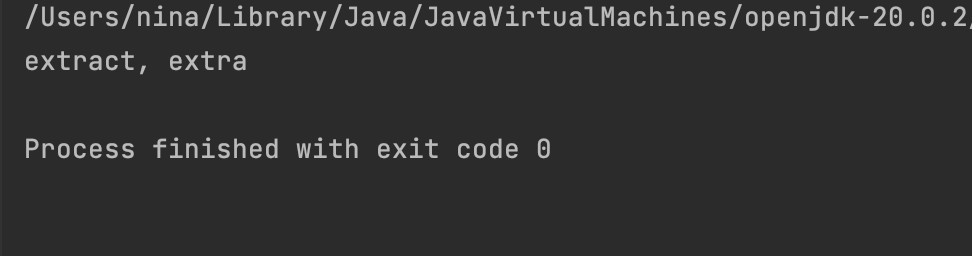 /Users/nina/Library/Java/JavaVirtualMachines/openjdk-20.0.2/
extract, extra
Process finished with exit code 0